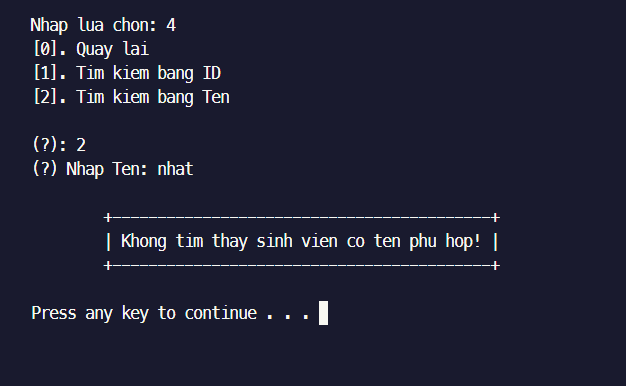 Nhap lua chon: 4
[0]. Quay lai
[1]. Tim kiem bang ID
[2]. Tim kiem bang Ten
(?): 2
(?) Nhap Ten: nhat
+------------------------------------------+
| Khong tim thay sinh vien co ten phu hop! |
+------------------------------------------+
Press any key to continue . . .